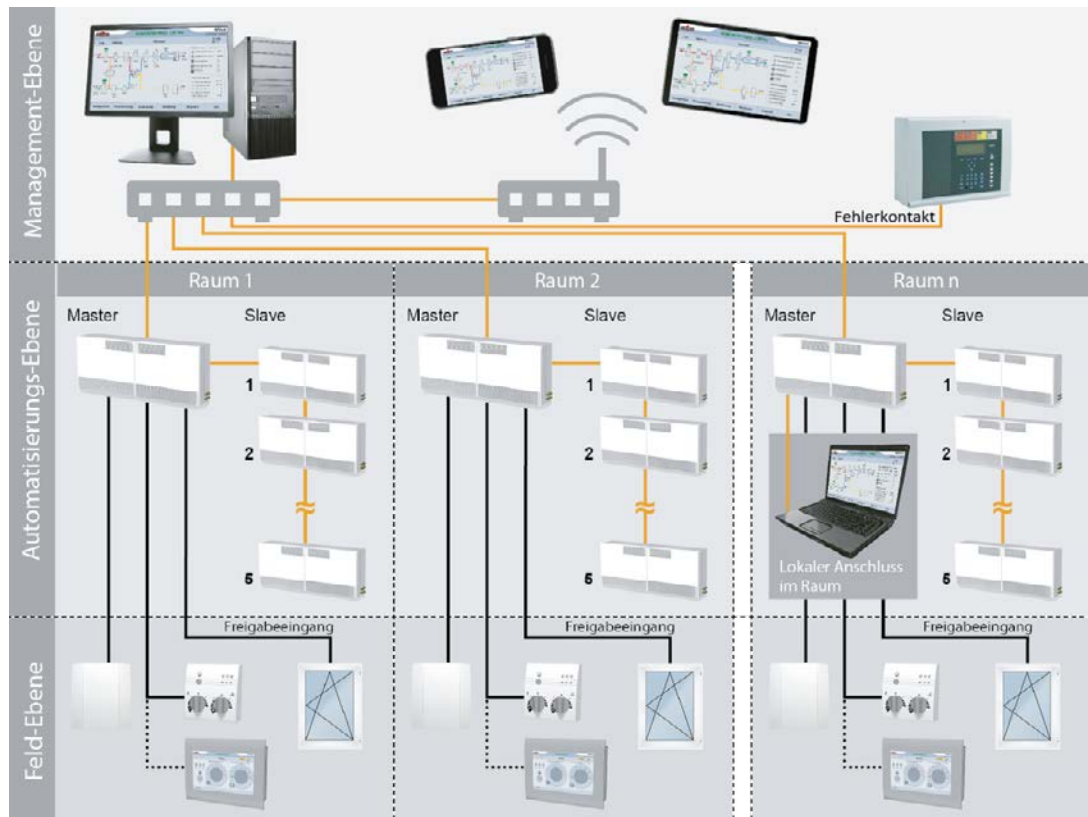 Management-Ebene
Fehlerkontakt
Automatisierungs-Ebene
Raum 1
Raum 2
Raum n
Master
Slave
1
2
5
Master
Slave
1
2
5
Master
Slave
1
2
5
Lokaler Anschluss
im Raum
Feld-Ebene
Freigabeeingang
Freigabeeingang
Freigabeeingang